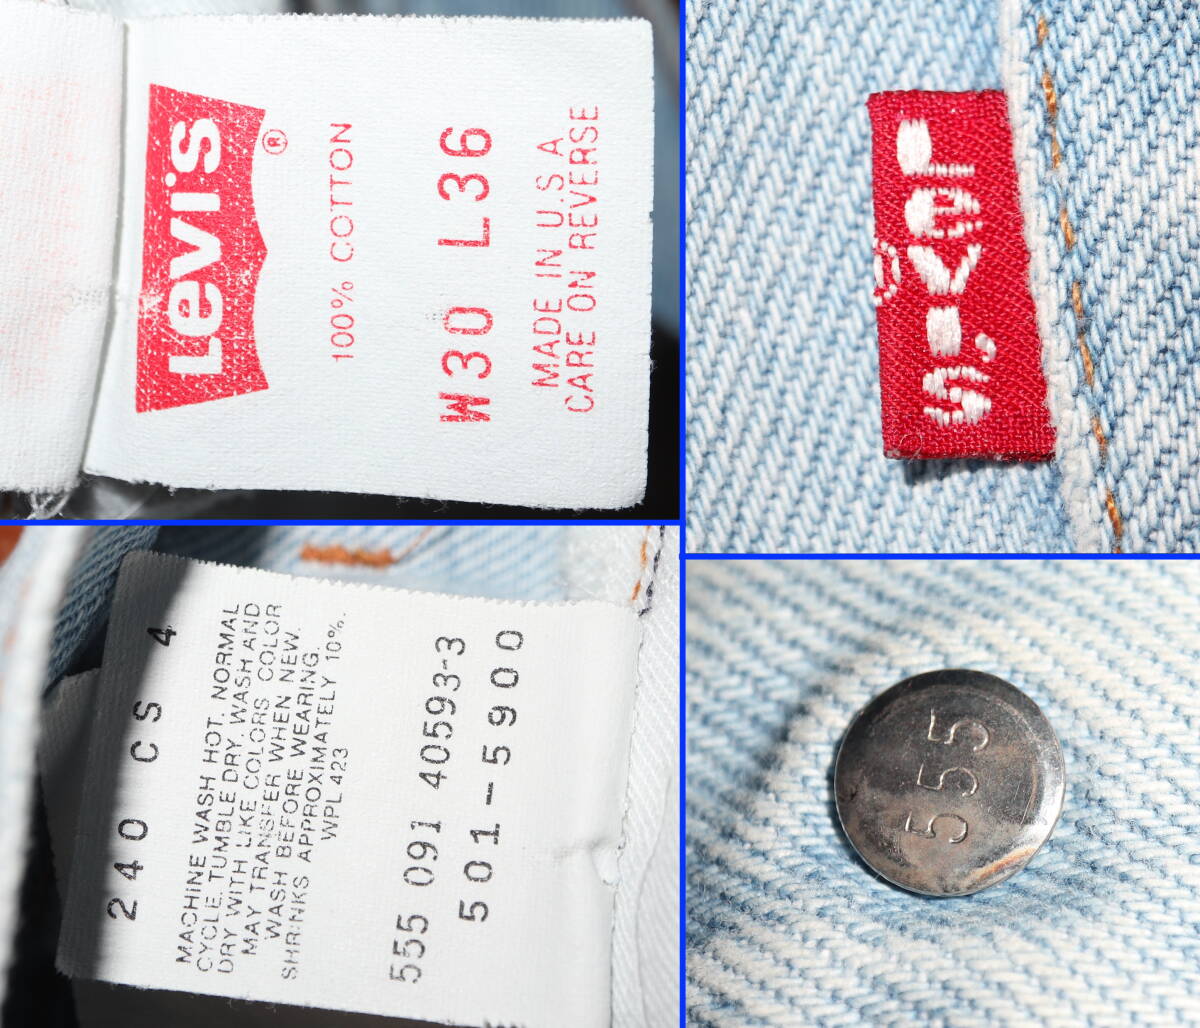 Levi's ®
100% COTTON
W30 L36
MADE IN U.S.A
CARE ON REVERSE
Levi's
®
240 CS 4
MACHINE WASH HOT. NORMAL
CYCLE. TUMBLE DRY. WASH AND
DRY WITH LIKE COLORS COLOR
MAY TRANSFER WHEN NEW.
WASH BEFORE WEARING.
SHRINKS APPROXIMATELY 10%.
WPL 423
555 091 40593-3
501-5900
555